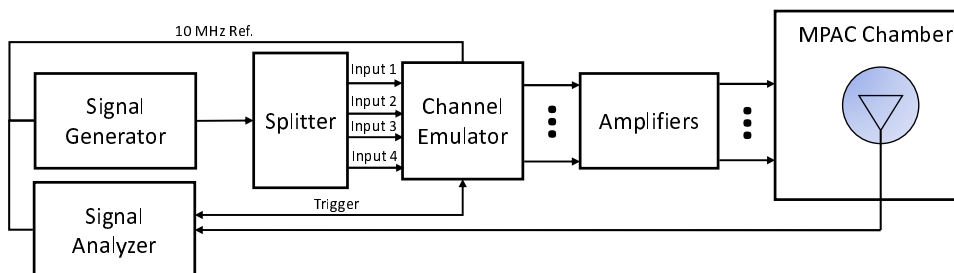 10 MHz Ref.
MPAC Chamber
Signal
Generator
Splitter
Input 1
Input 2
Input 3
Input 4
Channel
Emulator
Amplifiers
Trigger
Signal
Analyzer